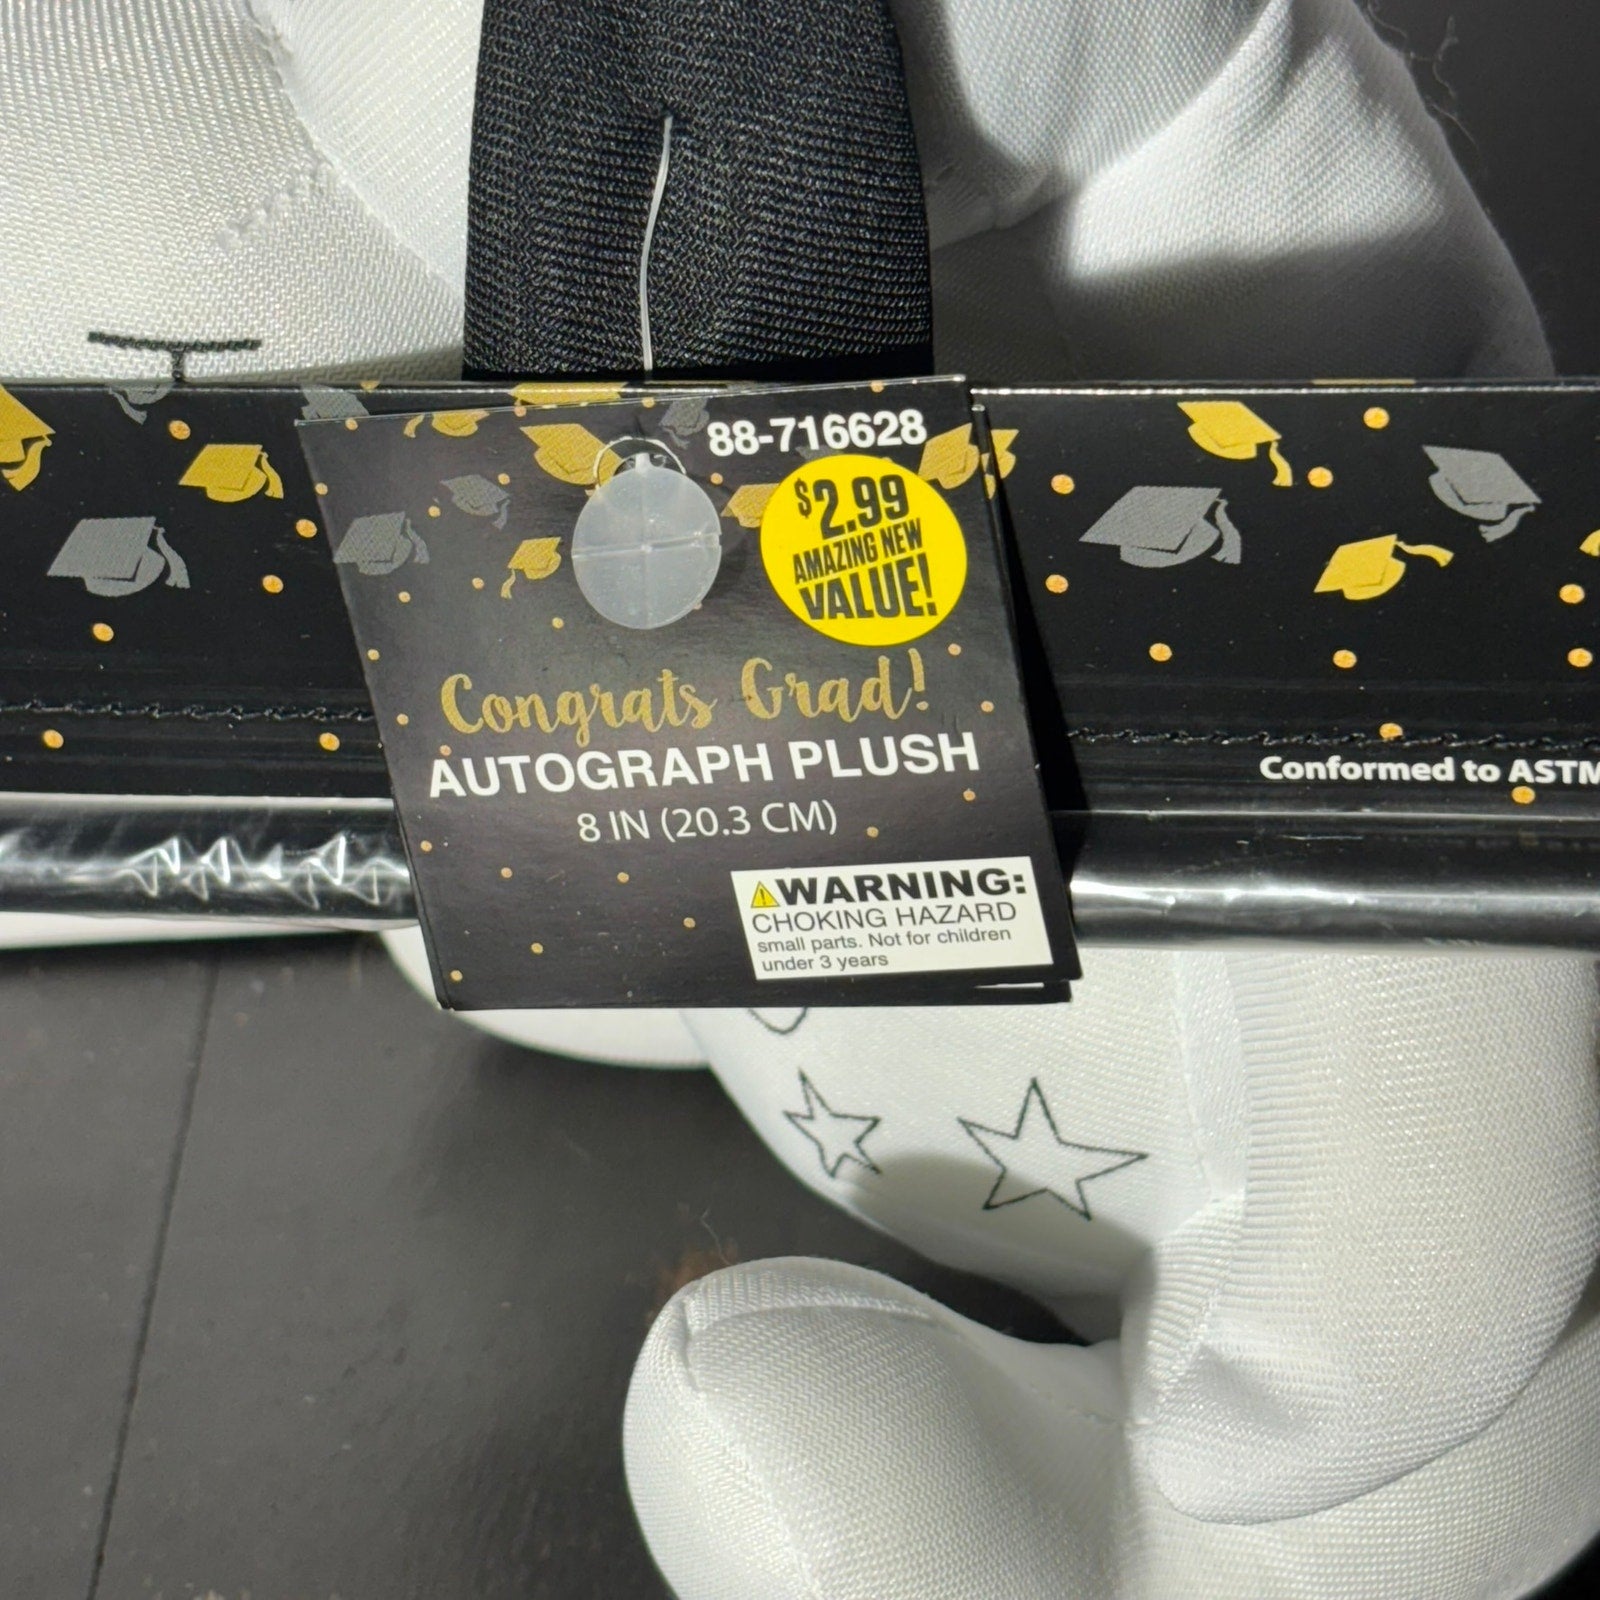 88-716628
$2.99
AMAZING NEW
VALUE!
Congrats Grad!
AUTOGRAPH PLUSH
8 IN (20.3 CM)
Conformed to ASTM
WARNING:
CHOKING HAZARD
small parts. Not for children
under 3 years